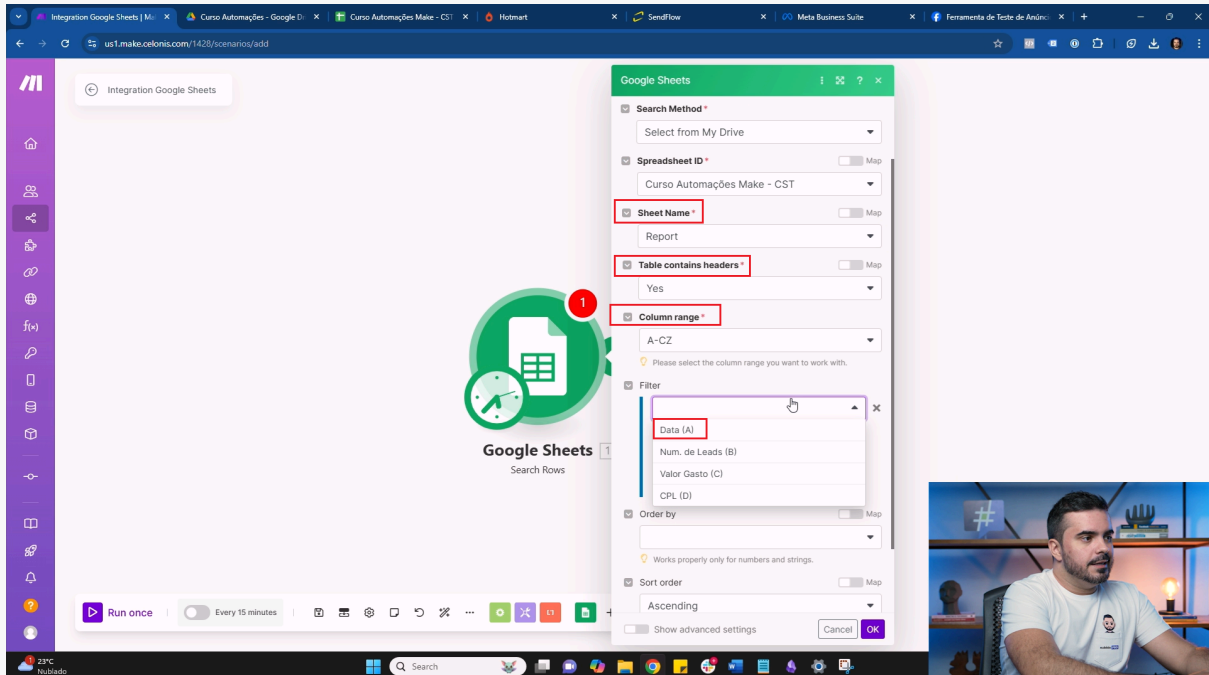 Integration Google Sheets | Ma
Curso Automações - Google Dr
Curso Automações Make - CST
Hotmart
SendFlow
Meta Business Suite
Ferramenta de Teste de Anúnci
us1.make.celonis.com/1428/scenarios/add
Integration Google Sheets
Google Sheets
Search Method *
Select from My Drive
Spreadsheet ID *
Map
Curso Automações Make - CST
Sheet Name *
Map
Report
Table contains headers *
Map
Yes
Column range *
A-CZ
Please select the column range you want to work with.
Filter
Data (A)
Num. de Leads (B)
Valor Gasto (C)
CPL (D)
Order by
Map
Works properly only for numbers and strings.
Sort order
Map
Ascending
Show advanced settings
Cancel
OK
1
Google Sheets
1
Search Rows
Run once
Every 15 minutes
1
23°C
Nublado
Search